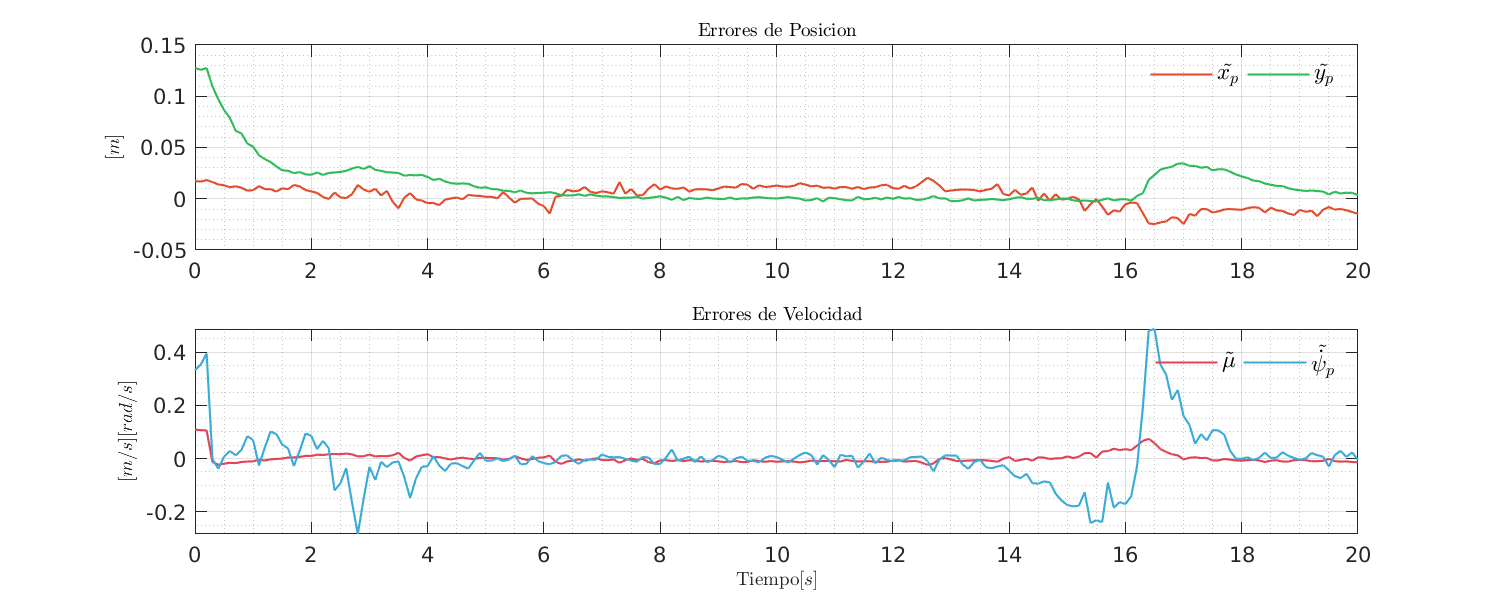 Errores de Posicion
0.15
0.1
0.05
0
-0.05
[m]
x̃_p ỹ_p
0 2 4 6 8 10 12 14 16 18 20
Errores de Velocidad
0.4
0.2
0
-0.2
[m/s][rad/s]
μ̃ ψ̇̃_p
0 2 4 6 8 10 12 14 16 18 20
Tiempo[s]